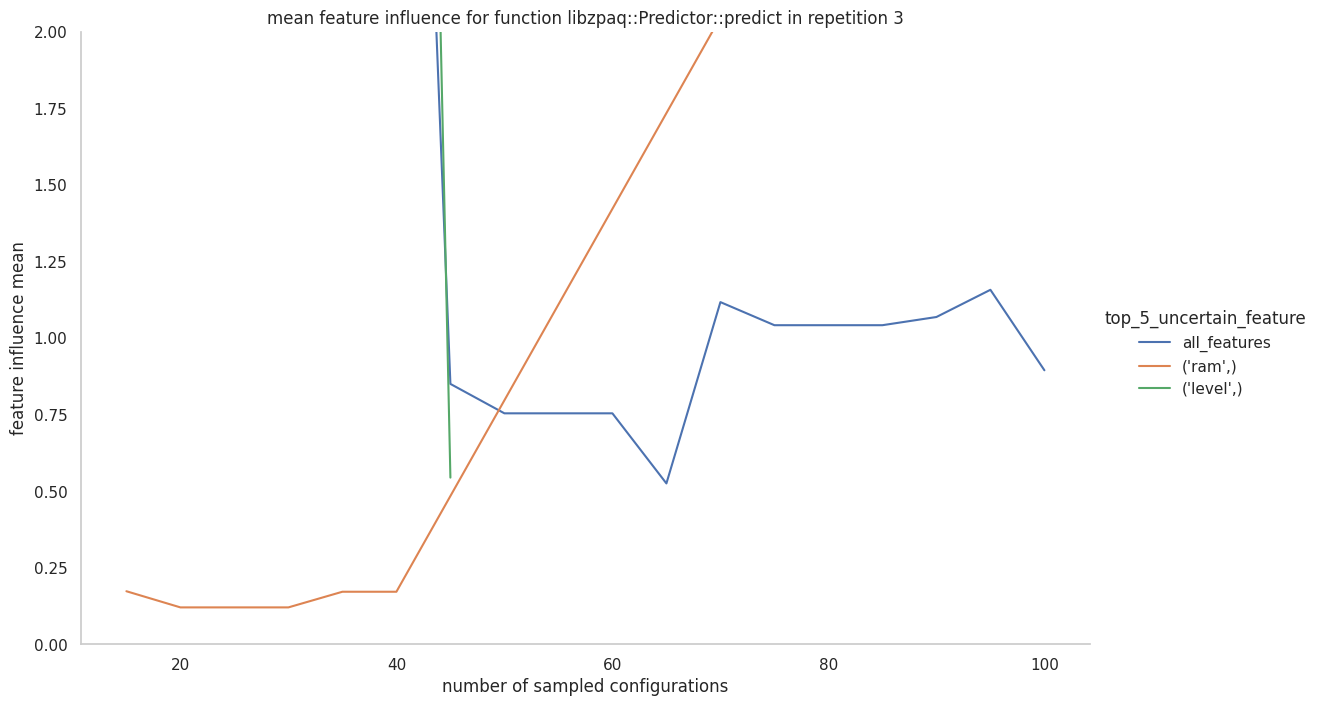 mean feature influence for function libzpaq::Predictor::predict in repetition 3
2.00
1.75
1.50
1.25
1.00
0.75
0.50
0.25
0.00
feature influence mean
20
40
60
80
100
number of sampled configurations
top_5_uncertain_feature
all_features
('ram',)
('level',)